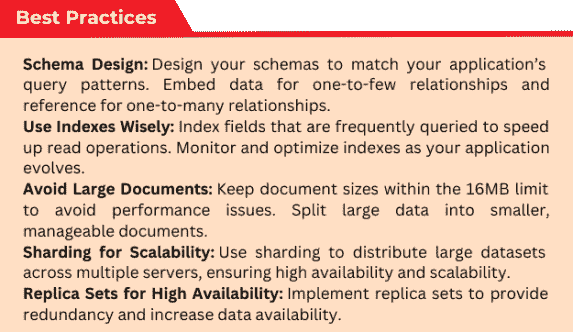 Best Practices
Schema Design: Design your schemas to match your application's
query patterns. Embed data for one-to-few relationships and
reference for one-to-many relationships.
Use Indexes Wisely: Index fields that are frequently queried to speed
up read operations. Monitor and optimize indexes as your application
evolves.
Avoid Large Documents: Keep document sizes within the 16MB limit
to avoid performance issues. Split large data into smaller,
manageable documents.
Sharding for Scalability: Use sharding to distribute large datasets
across multiple servers, ensuring high availability and scalability.
Replica Sets for High Availability: Implement replica sets to provide
redundancy and increase data availability.